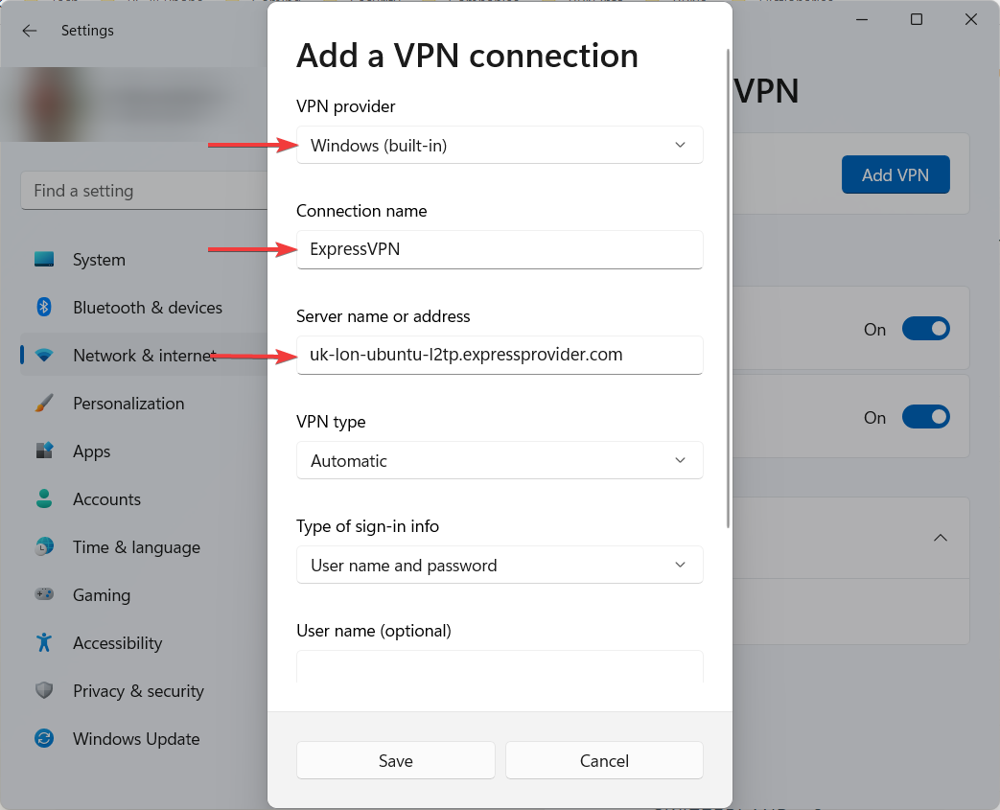 Settings
Add a VPN connection
VPN
VPN provider
Windows (built-in)
Add VPN
Find a setting
Connection name
ExpressVPN
System
Bluetooth & devices
Server name or address
On
Network & internet
uk-lon-ubuntu-l2tp.expressprovider.com
Personalization
VPN type
On
Apps
Automatic
Accounts
Type of sign-in info
Time & language
User name and password
Gaming
User name (optional)
Accessibility
Privacy & security
Windows Update
Save
Cancel